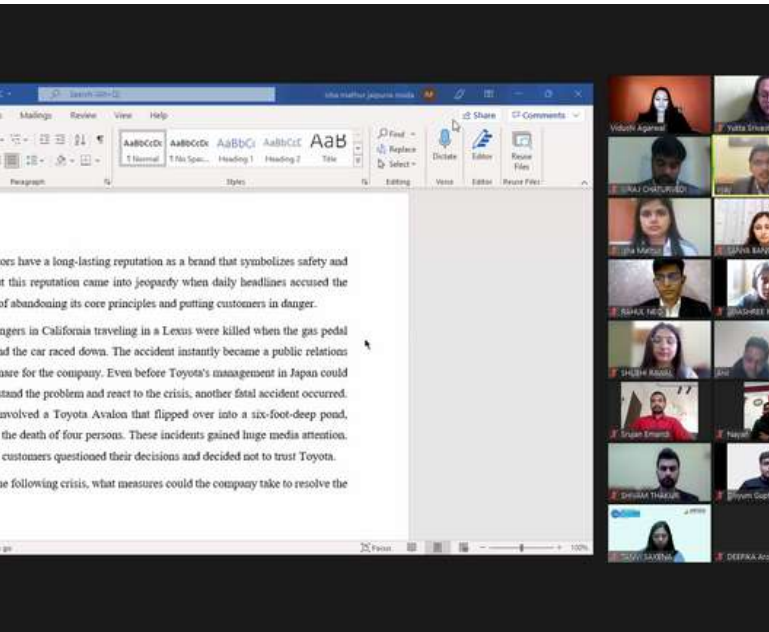 Search (Alt+Q)
isha mathur jaipuria noida
Mailings Review View Help
Share Comments
AaBbCcDc AaBbCcDc AaBbCc AaBbCcC AaB
¶ Normal ¶ No Spac... Heading 1 Heading 2 Title
Find
Replace
Select
Dictate
Editor
Reuse
Files
Paragraph Styles Editing Voice Editor Reuse Files
ors have a long-lasting reputation as a brand that symbolizes safety and
t this reputation came into jeopardy when daily headlines accused the
of abandoning its core principles and putting customers in danger.
ngers in California traveling in a Lexus were killed when the gas pedal
nd the car raced down. The accident instantly became a public relations
mare for the company. Even before Toyota's management in Japan could
stand the problem and react to the crisis, another fatal accident occurred.
nvolved a Toyota Avalon that flipped over into a six-foot-deep pond,
the death of four persons. These incidents gained huge media attention.
customers questioned their decisions and decided not to trust Toyota.
ne following crisis, what measures could the company take to resolve the
go
Focus 100%
Vidushi Agarwal
VIRAJ CHATURVEDI
Vijay
Isha Mathur
RAHUL NEGI
SHUBHI RAWAL
Anil
Srujan Emandi
SHIVAM THAKUR
Divyum Gupt
TANVI SAXENA
DEEPIKA Aro